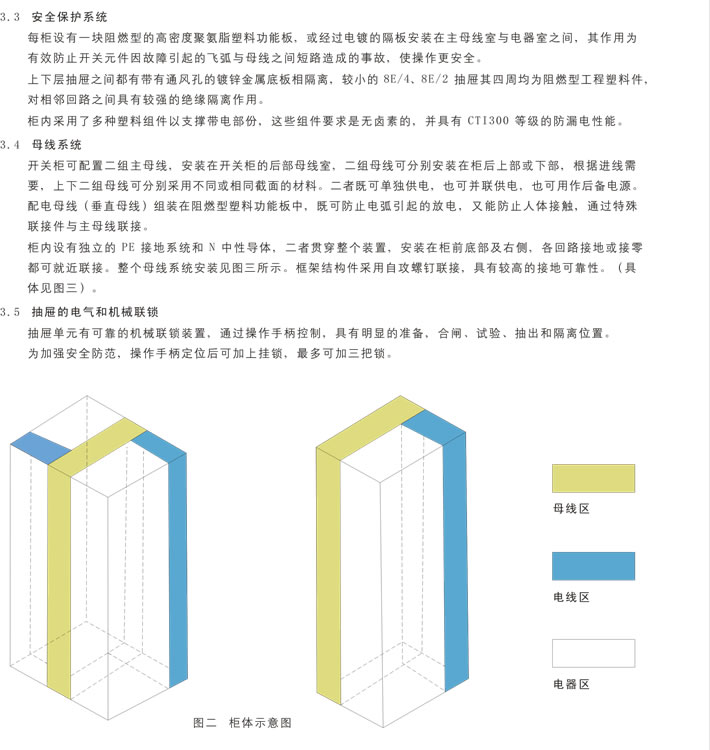 3.3 安全保护系统
每柜设有一块阻燃型的高密度聚氨脂塑料功能板，或经过电镀的隔板安装在主母线室与电器室之间，其作用为
有效防止开关元件因故障引起的飞弧与母线之间短路造成的事故，使操作更安全。
上下层抽屉之间都有带有通风孔的镀锌金属底板相隔离，较小的 8E/4、8E/2 抽屉其四周均为阻燃型工程塑料件，
对相邻回路之间具有较强的绝缘隔离作用。
柜内采用了多种塑料组件以支撑带电部份，这些组件要求是无卤素的，并具有 CTI300 等级的防漏电性能。
3.4 母线系统
开关柜可配置二组主母线，安装在开关柜的后部母线室，二组母线可分别安装在柜后上部或下部，根据进线需
要，上下二组母线可分别采用不同或相同截面的材料。二者既可单独供电，也可并联供电，也可用作后备电源。
配电母线（垂直母线）组装在阻燃型塑料功能板中，既可防止电弧引起的放电，又能防止人体接触，通过特殊
联接件与主母线联接。
柜内设有独立的 PE 接地系统和 N 中性导体，二者贯穿整个装置，安装在柜前底部及右侧，各回路接地或接零
都可就近联接。整个母线系统安装见图三所示。框架结构件采用自攻螺钉联接，具有较高的接地可靠性。（具
体见图三）。
3.5 抽屉的电气和机械联锁
抽屉单元有可靠的机械联锁装置，通过操作手柄控制，具有明显的准备，合闸、试验、抽出和隔离位置。
为加强安全防范，操作手柄定位后可加上挂锁，最多可加三把锁。
母线区
电线区
电器区
图二 柜体示意图